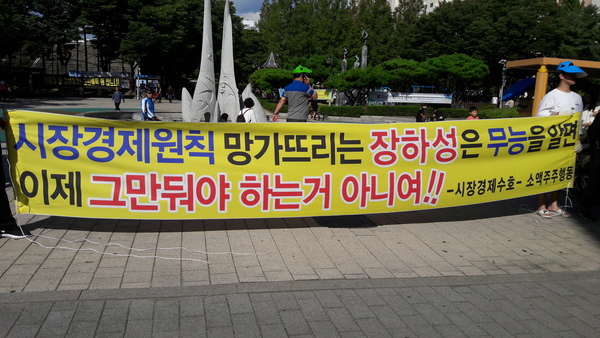 시장경제원칙 망가뜨리는 장하성은 무능을알면
이제 그만둬야 하는거 아니여!! -시장경제수호- 소액주주행동